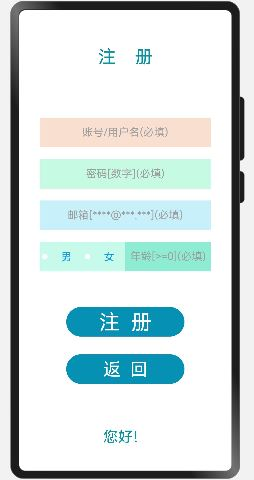 注 册
账号/用户名(必填)
密码[数字](必填)
邮箱[****@***.***](必填)
男 女 年龄[>=0](必填)
注 册
返 回
您好!